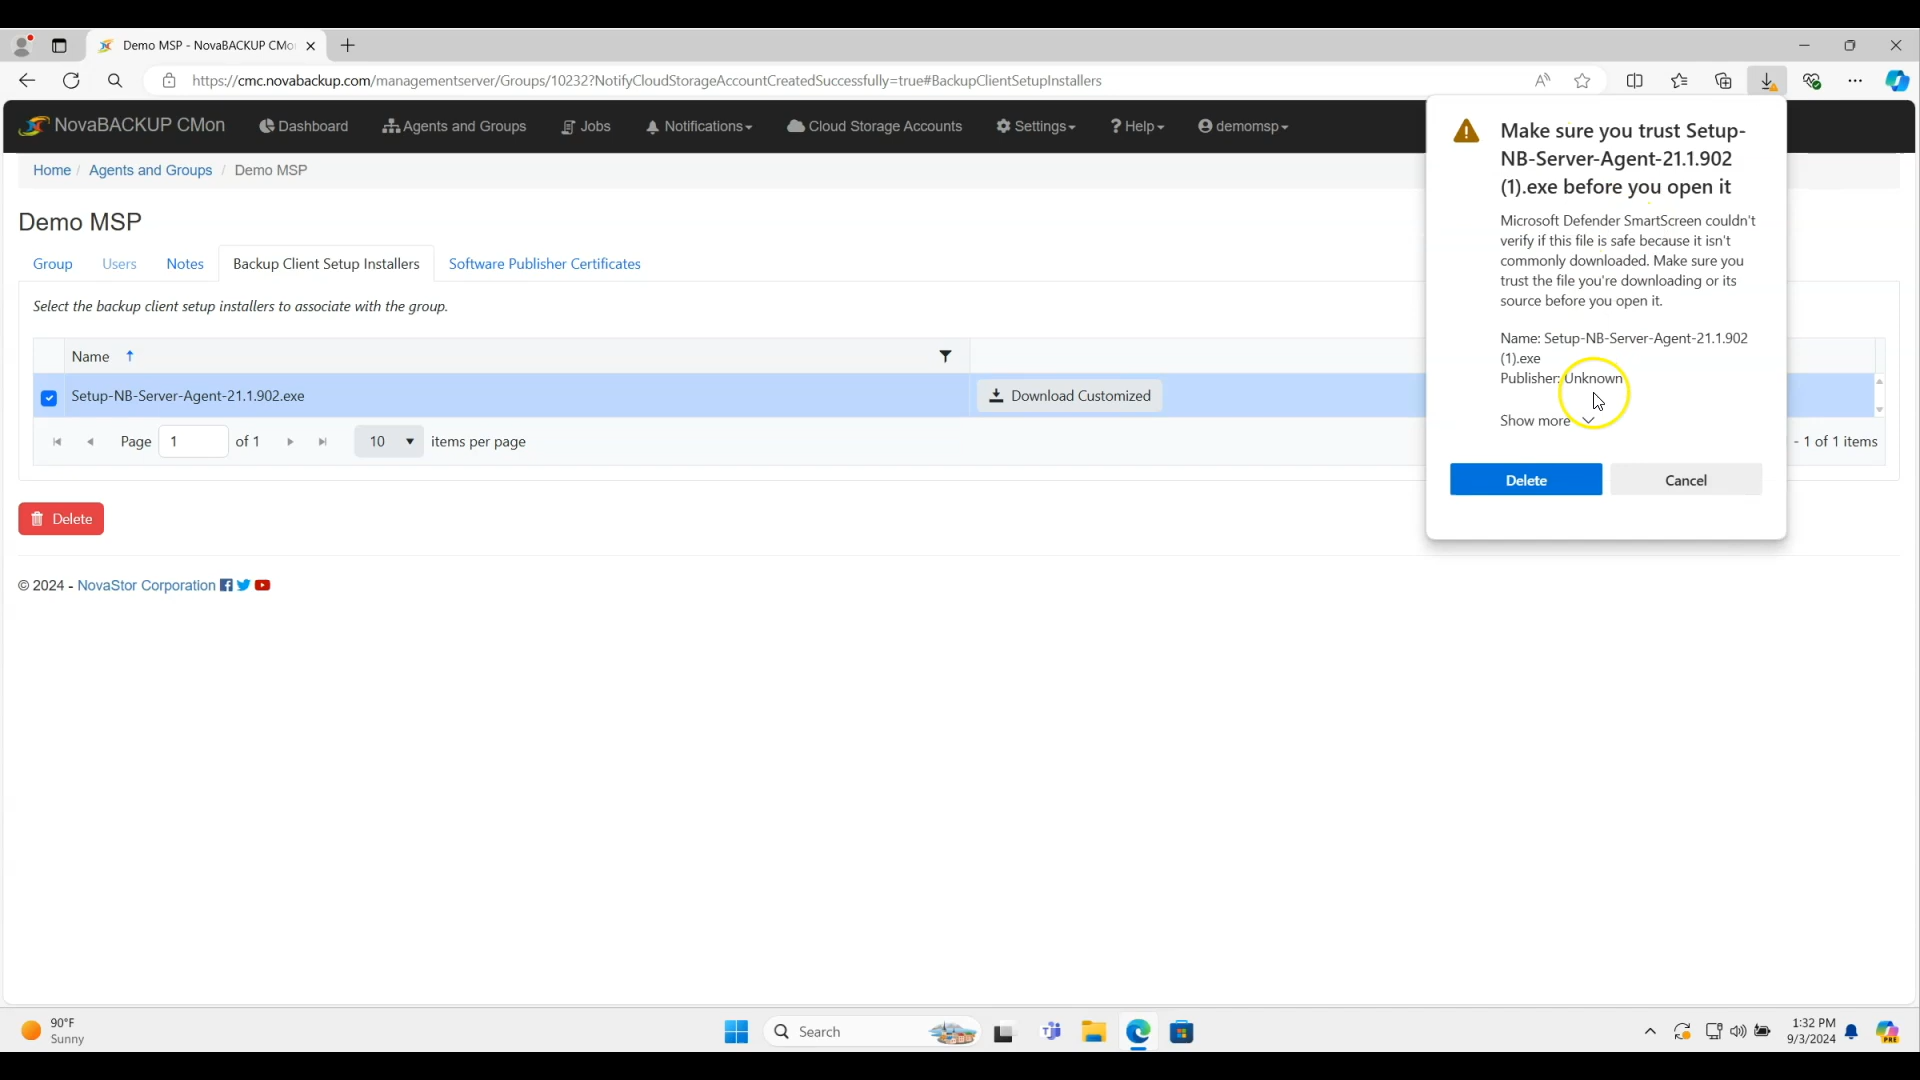 Demo MSP - NovaBACKUP CMo
https://cmc.novabackup.com/managementserver/Groups/10232?NotifyCloudStorageAccountCreatedSuccessfully=true#BackupClientSetupInstallers
NovaBACKUP CMon Dashboard Agents and Groups Jobs Notifications Cloud Storage Accounts Settings Help demomsp
Home / Agents and Groups / Demo MSP
Demo MSP
Group Users Notes Backup Client Setup Installers Software Publisher Certificates
Select the backup client setup installers to associate with the group.
Name
Setup-NB-Server-Agent-21.1.902.exe Download Customized
Page 1 of 1 10 items per page - 1 of 1 items
Delete
© 2024 - NovaStor Corporation
Make sure you trust Setup-
NB-Server-Agent-21.1.902
(1).exe before you open it
Microsoft Defender SmartScreen couldn't
verify if this file is safe because it isn't
commonly downloaded. Make sure you
trust the file you're downloading or its
source before you open it.
Name: Setup-NB-Server-Agent-21.1.902
(1).exe
Publisher: Unknown
Show more
Delete Cancel
90°F
Sunny
Search
1:32 PM
9/3/2024
PRE